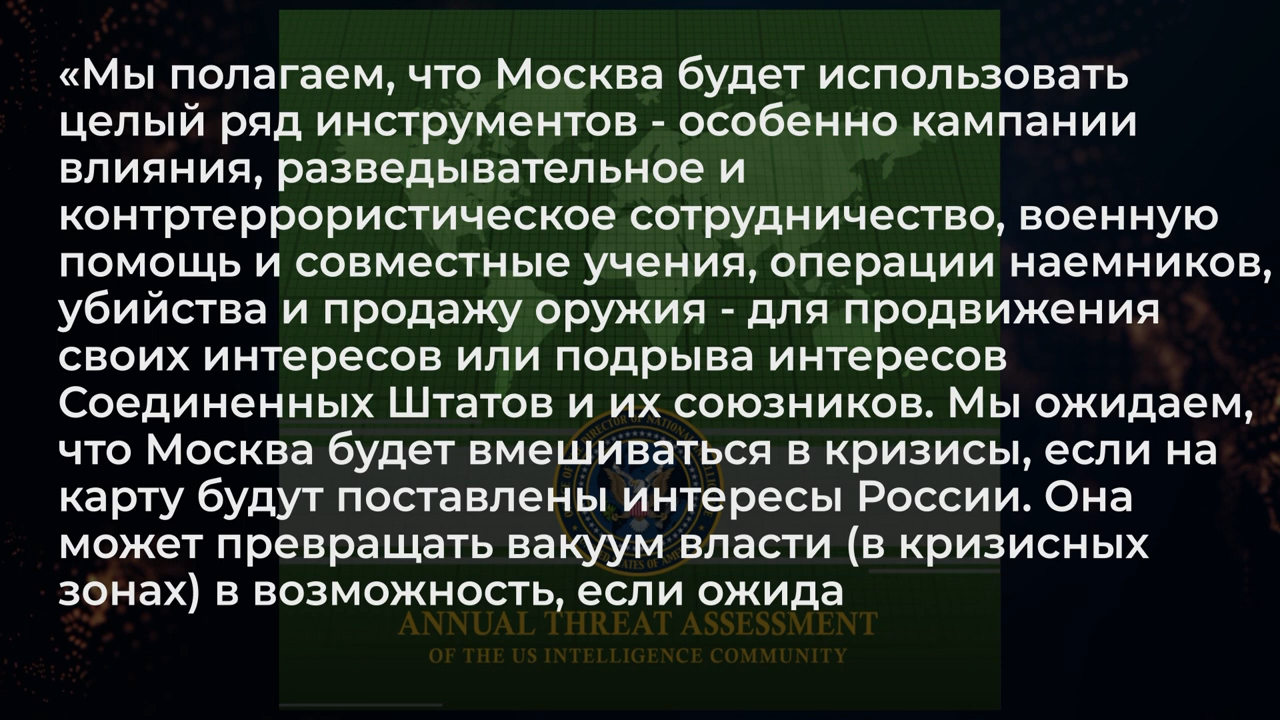 «Мы полагаем, что Москва будет использовать
целый ряд инструментов - особенно кампании
влияния, разведывательное и
контртеррористическое сотрудничество, военную
помощь и совместные учения, операции наемников,
убийства и продажу оружия - для продвижения
своих интересов или подрыва интересов
Соединенных Штатов и их союзников. Мы ожидаем,
что Москва будет вмешиваться в кризисы, если на
карту будут поставлены интересы России. Она
может превращать вакуум власти (в кризисных
зонах) в возможность, если ожида
ANNUAL THREAT ASSESSMENT
OF THE US INTELLIGENCE COMMUNITY